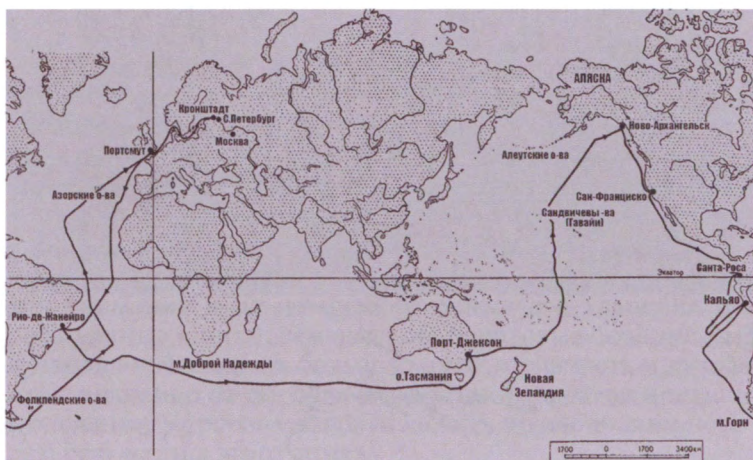 АЛЯСКА
Кронштадт
С.Петербург
Москва
Ново-Архангельск
Портсмут
Алеутские о-ва
Азорские о-ва
Сан-Франциско
Сандвичевы -ва
(Гавайи)
Санта-Роса
Экватор
Кальяо
Рио-де-Жанейро
Порт-Джексон
м.Доброй Надежды
о.Тасмания
Новая
Зеландия
Фолклендские о-ва
м.Горн
1700 0 1700 3400км